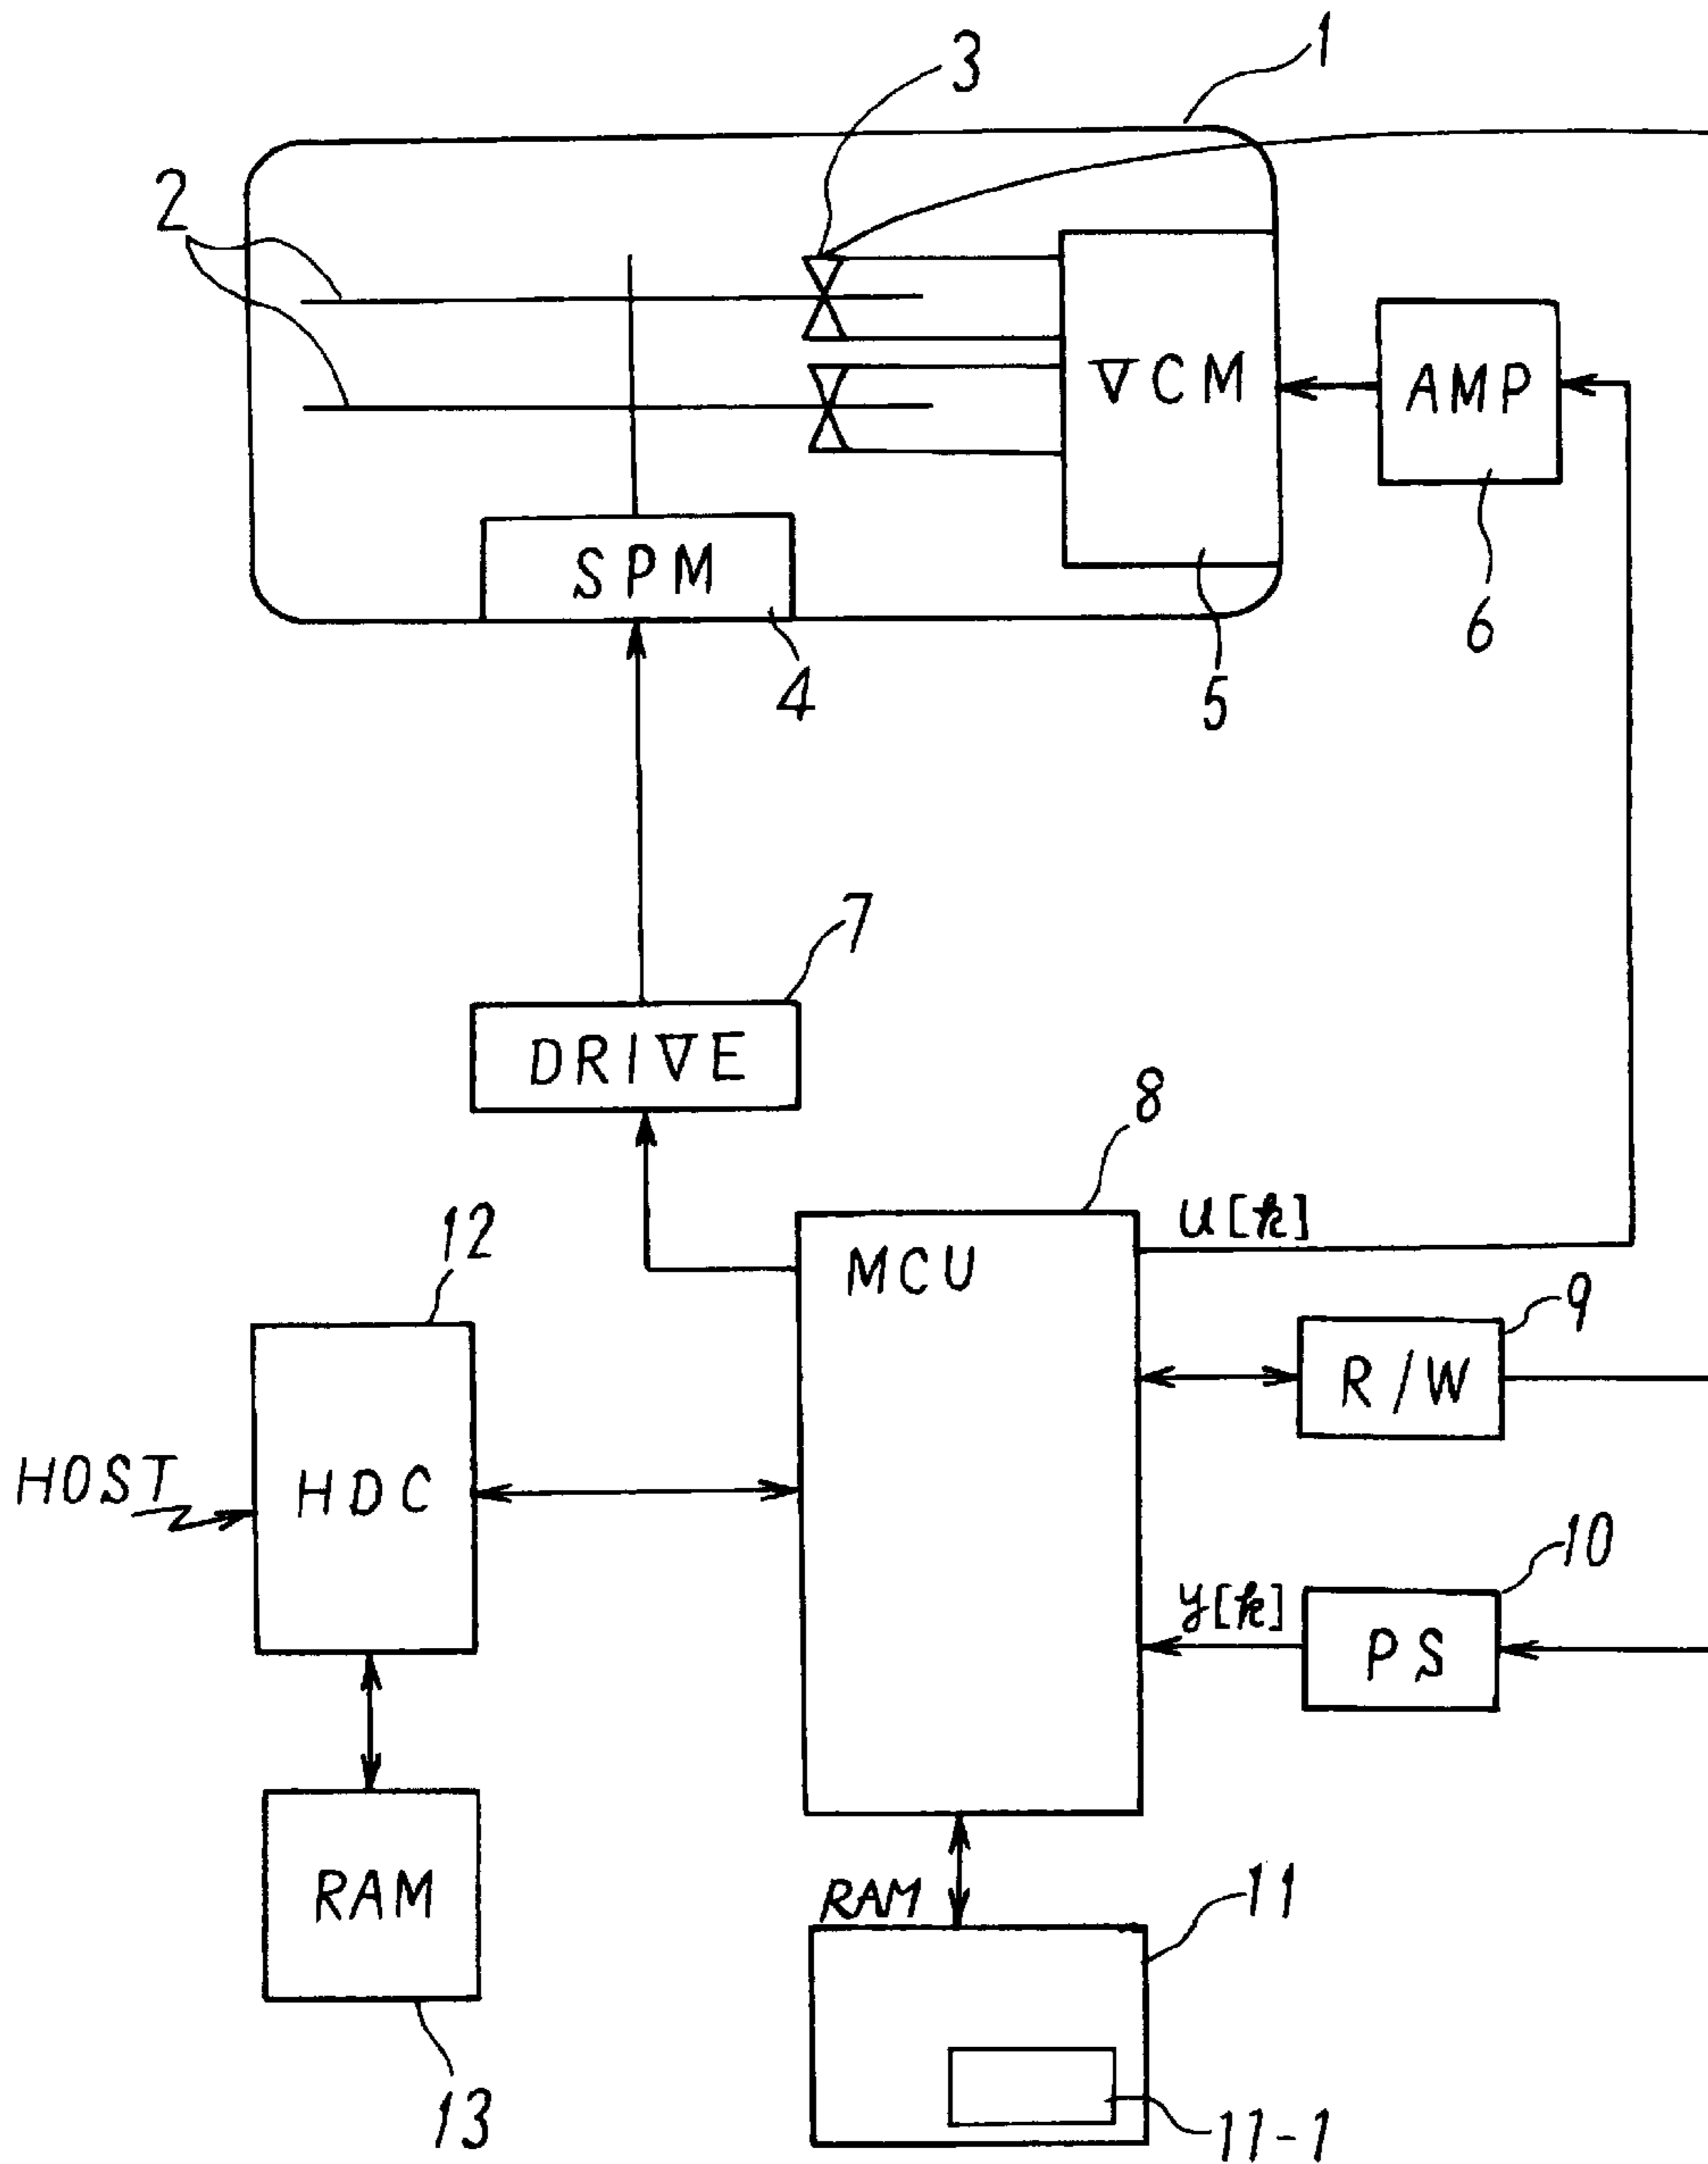 1
3
2
VCM
AMP
SPM
6
4
5
7
DRIVE
8
12
u[k]
MCU
9
R/W
HOST
HDC
10
y[k]
PS
RAM
RAM
11
13
11-1